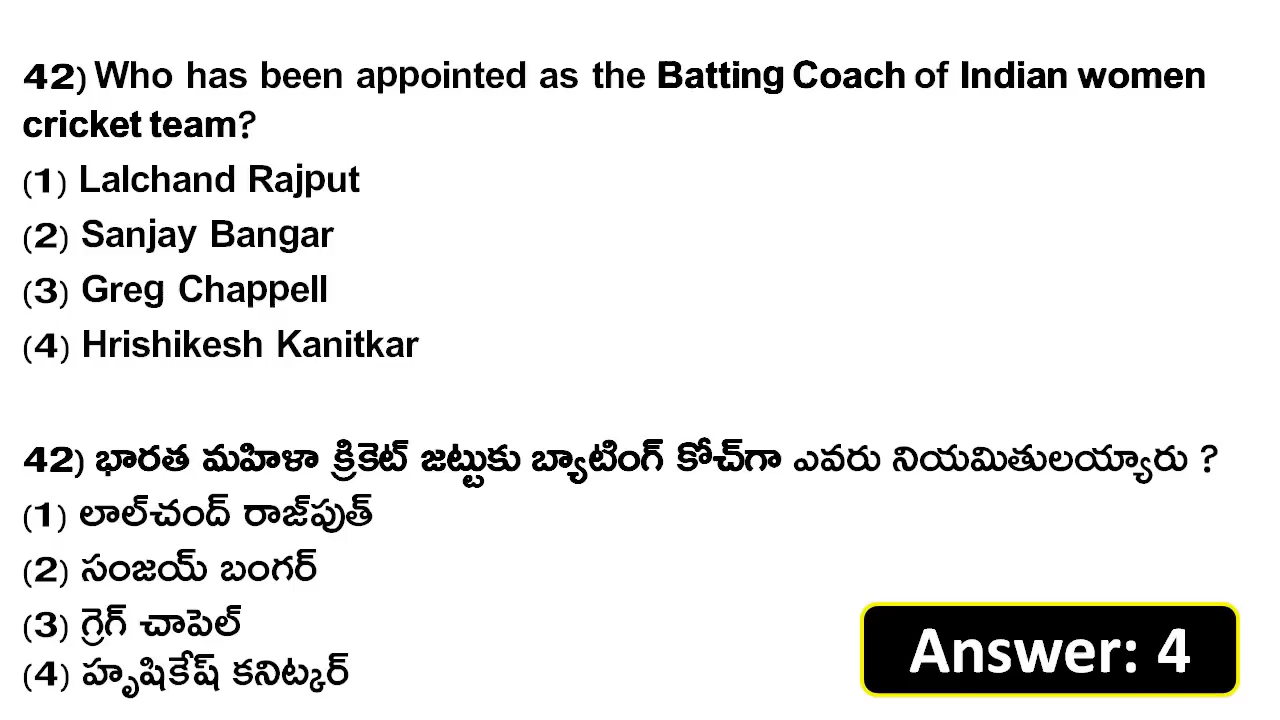 42) Who has been appointed as the Batting Coach of Indian women
cricket team?
(1) Lalchand Rajput
(2) Sanjay Bangar
(3) Greg Chappell
(4) Hrishikesh Kanitkar
42) భారత మహిళా క్రికెట్ జట్టుకు బ్యాటింగ్ కోచ్‌గా ఎవరు నియమితులయ్యారు ?
(1) లాల్‌చంద్ రాజ్‌పుత్
(2) సంజయ్ బంగర్
(3) గ్రెగ్ చాపెల్
(4) హృషికేష్ కనిట్కర్
Answer: 4